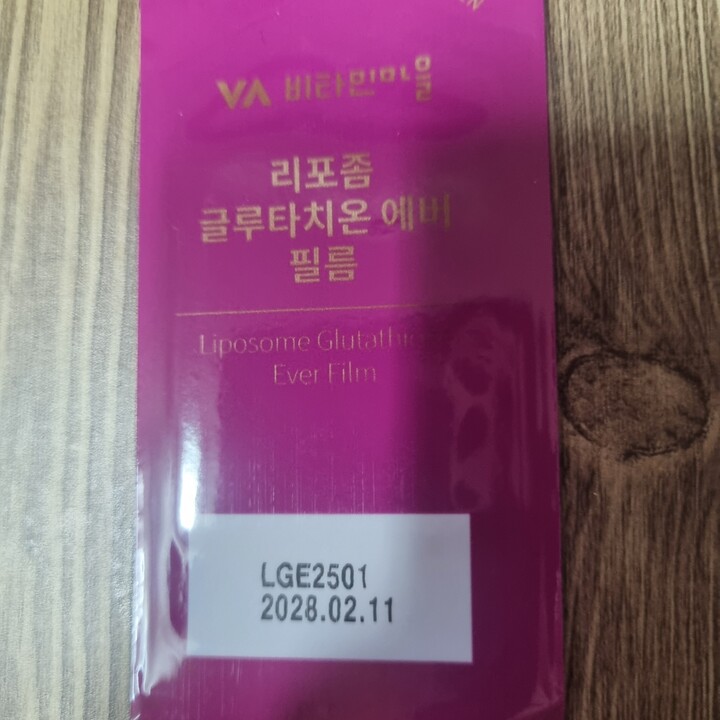 VA 비타민마을
리포좀
글루타치온 에버
필름
Liposome
Ever Film
LGE2501
2028.02.11